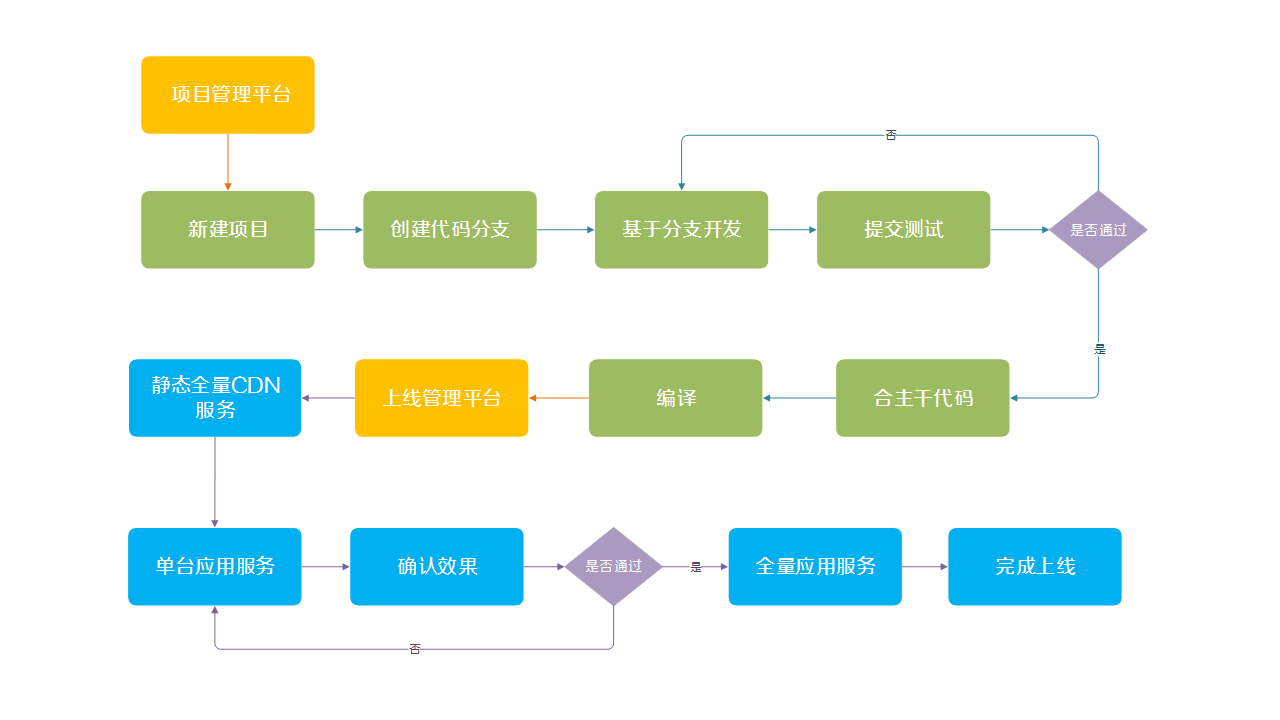 项目管理平台
否
新建项目
创建代码分支
基于分支开发
提交测试
是否通过
是
静态全量CDN
服务
上线管理平台
编译
合主干代码
单台应用服务
确认效果
是否通过
是
全量应用服务
完成上线
否